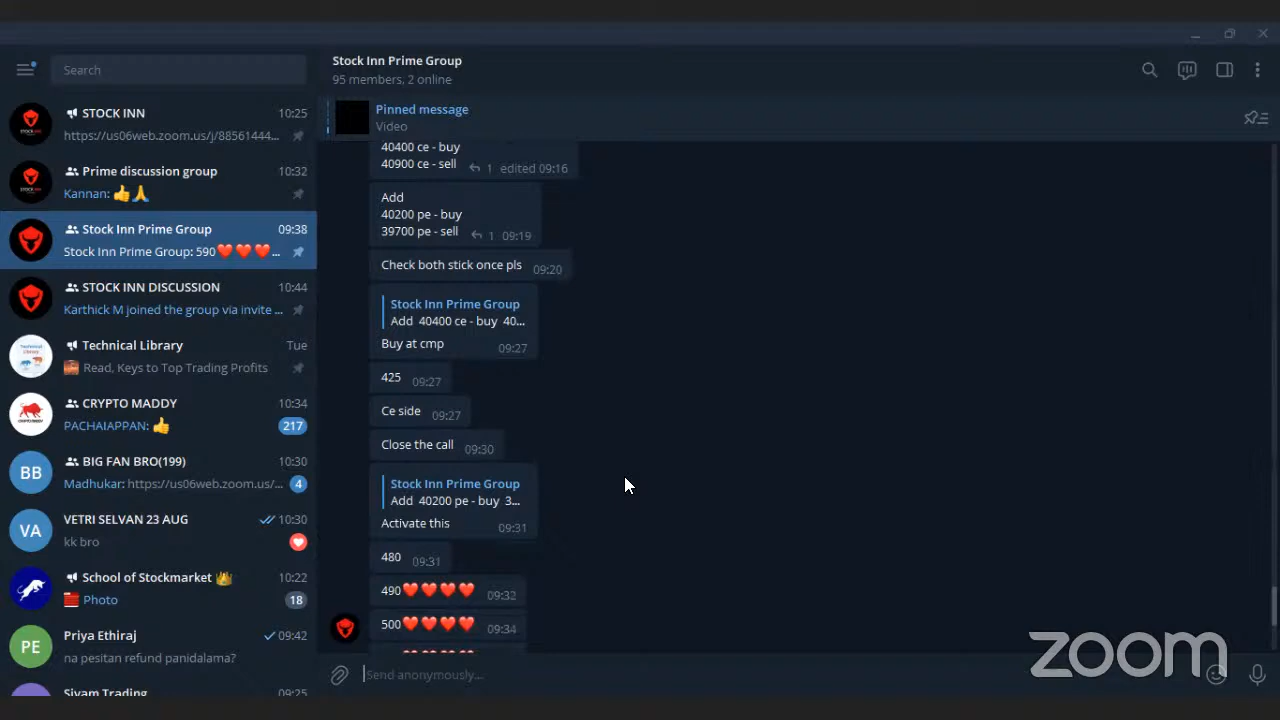 Search
STOCK INN 10:25
https://us06web.zoom.us/j/88561444...
Prime discussion group 10:32
Kannan: 👍🙏
Stock Inn Prime Group 09:38
Stock Inn Prime Group: 590❤️❤️❤️...
STOCK INN DISCUSSION 10:44
Karthick M joined the group via invite ...
Technical Library Tue
Read, Keys to Top Trading Profits
CRYPTO MADDY 10:34
PACHAIAPPAN: 👍 217
BB BIG FAN BRO(199) 10:30
Madhukar: https://us06web.zoom.us/... 4
VA VETRI SELVAN 23 AUG 10:30
kk bro
School of Stockmarket 👑 10:22
Photo 18
PE Priya Ethiraj 09:42
na pesitan refund panidalama?
Sivam Trading 09:25
Stock Inn Prime Group
95 members, 2 online
Pinned message
Video
40400 ce - buy
40900 ce - sell 1 edited 09:16
Add
40200 pe - buy
39700 pe - sell 1 09:19
Check both stick once pls 09:20
Stock Inn Prime Group
Add 40400 ce - buy 40...
Buy at cmp 09:27
425 09:27
Ce side 09:27
Close the call 09:30
Stock Inn Prime Group
Add 40200 pe - buy 3...
Activate this 09:31
480 09:31
490❤️❤️❤️❤️ 09:32
500❤️❤️❤️❤️ 09:34
Send anonymously...
zoom